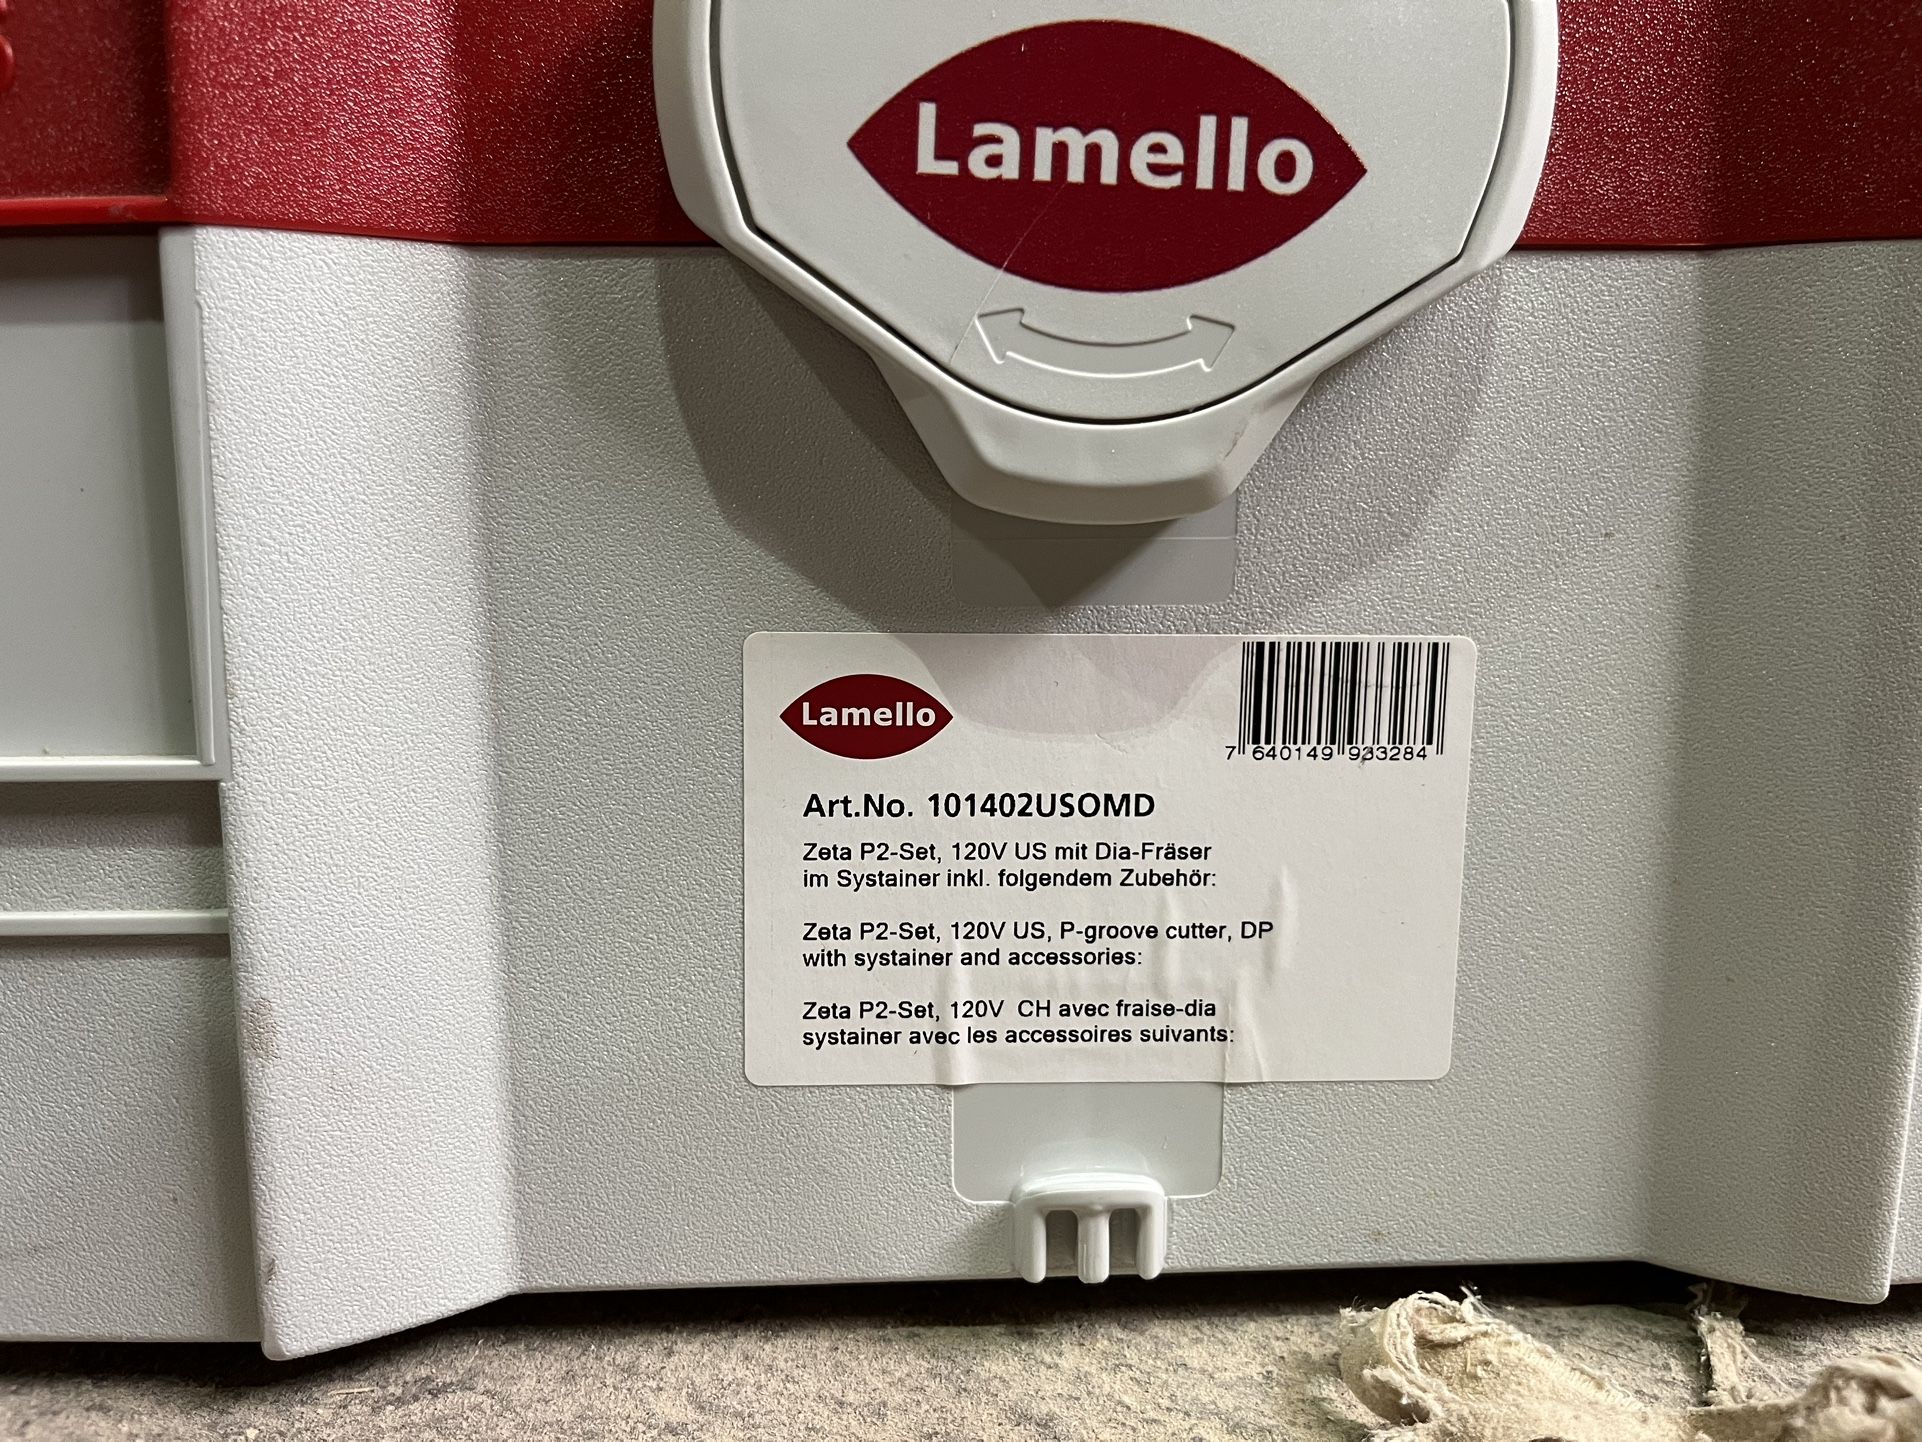 Lamello
Lamello
7 640149 933284
Art.No. 101402USOMD
Zeta P2-Set, 120V US mit Dia-Fräser
im Systainer inkl. folgendem Zubehör:
Zeta P2-Set, 120V US, P-groove cutter, DP
with systainer and accessories:
Zeta P2-Set, 120V  CH avec fraise-dia
systainer avec les accessoires suivants: